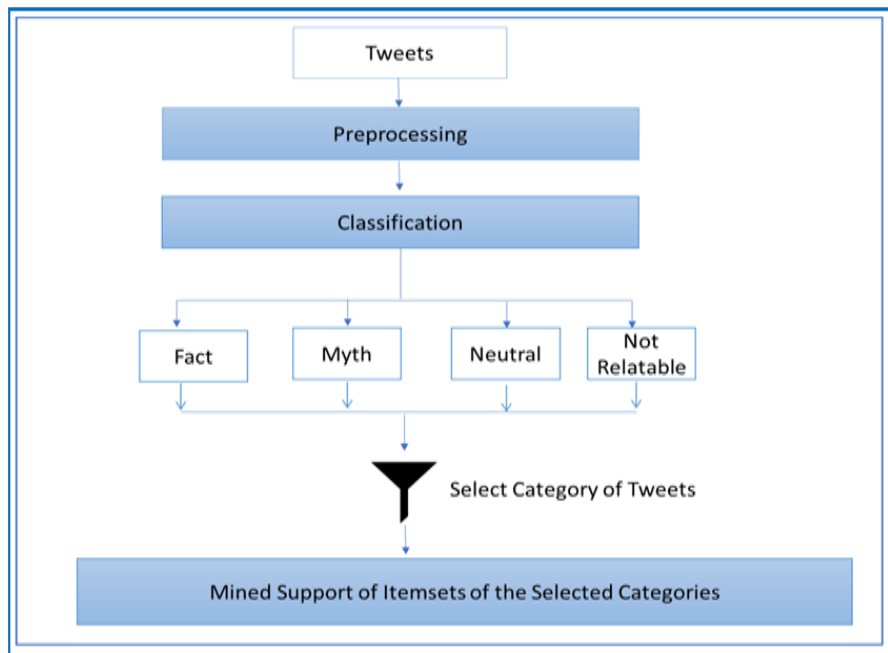 Tweets
Preprocessing
Classification
Fact
Myth
Neutral
Not
Relatable
Select Category of Tweets
Mined Support of Itemsets of the Selected Categories